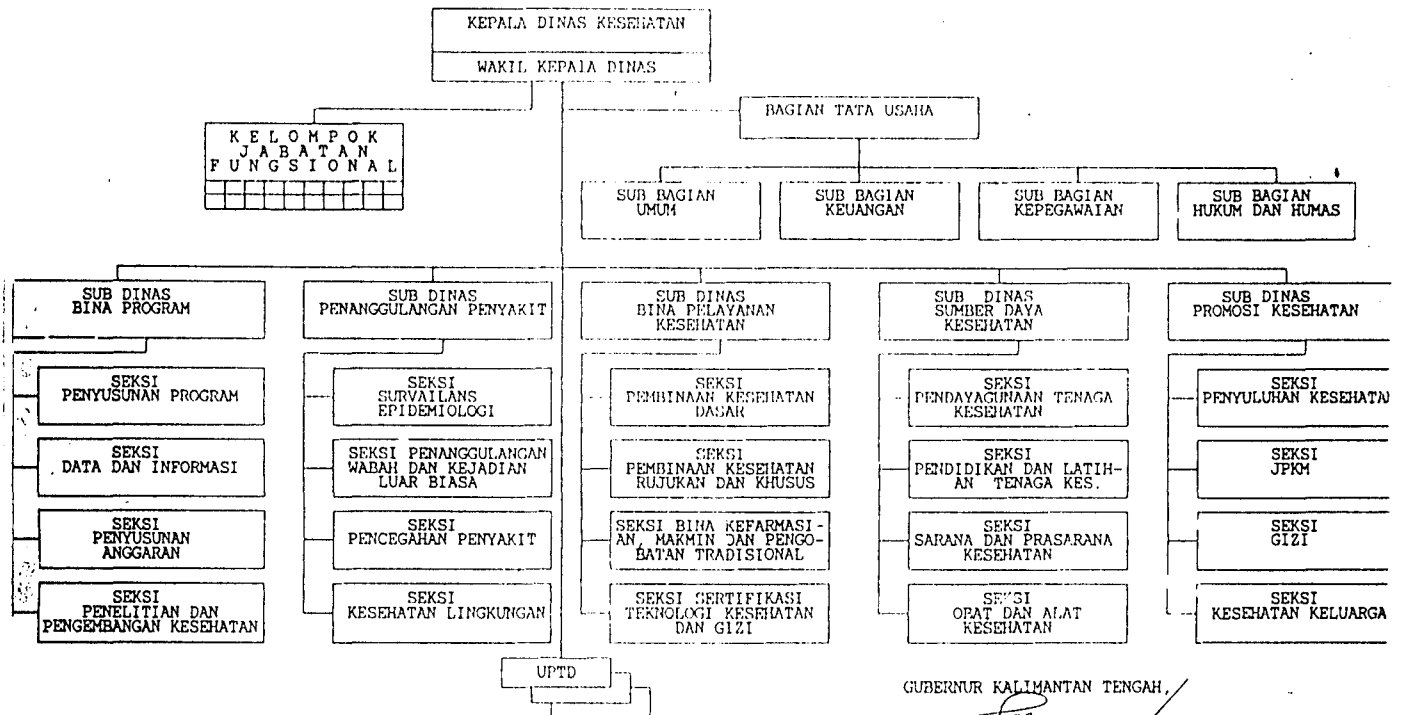 KEPALA DINAS KESEHATAN
WAKIL KEPALA DINAS
BAGIAN TATA USAHA
K E L O M P O K
J A B A T A N
F U N G S I O N A L
SUB BAGIAN
UMUM
SUB BAGIAN
KEUANGAN
SUB BAGIAN
KEPEGAWAIAN
SUB BAGIAN
HUKUM DAN HUMAS
SUB DINAS
BINA PROGRAM
SUB DINAS
PENANGGULANGAN PENYAKIT
SUB DINAS
BINA PELAYANAN
KESEHATAN
SUB DINAS
SUMBER DAYA
KESEHATAN
SUB DINAS
PROMOSI KESEHATAN
SEKSI
PENYUSUNAN PROGRAM
SEKSI
DATA DAN INFORMASI
SEKSI
PENYUSUNAN
ANGGARAN
SEKSI
PENELITIAN DAN
PENGEMBANGAN KESEHATAN
SEKSI
SURVAILANS
EPIDEMIOLOGI
SEKSI PENANGGULANGAN
WABAH DAN KEJADIAN
LUAR BIASA
SEKSI
PENCEGAHAN PENYAKIT
SEKSI
KESEHATAN LINGKUNGAN
SEKSI
PEMBINAAN KESEHATAN
DASAR
SEKSI
PEMBINAAN KESEHATAN
RUJUKAN DAN KHUSUS
SEKSI BINA KEFARMASI-
AN, MAKMIN DAN PENGO-
BATAN TRADISIONAL
SEKSI SERTIFIKASI
TEKNOLOGI KESEHATAN
DAN GIZI
SEKSI
PENDAYAGUNAAN TENAGA
KESEHATAN
SEKSI
PENDIDIKAN DAN LATIH-
AN TENAGA KES.
SEKSI
SARANA DAN PRASARANA
KESEHATAN
SEKSI
OBAT DAN ALAT
KESEHATAN
SEKSI
PENYULUHAN KESEHATAN
SEKSI
JPKM
SEKSI
GIZI
SEKSI
KESEHATAN KELUARGA
UPTD
GUBERNUR KALIMANTAN TENGAH,